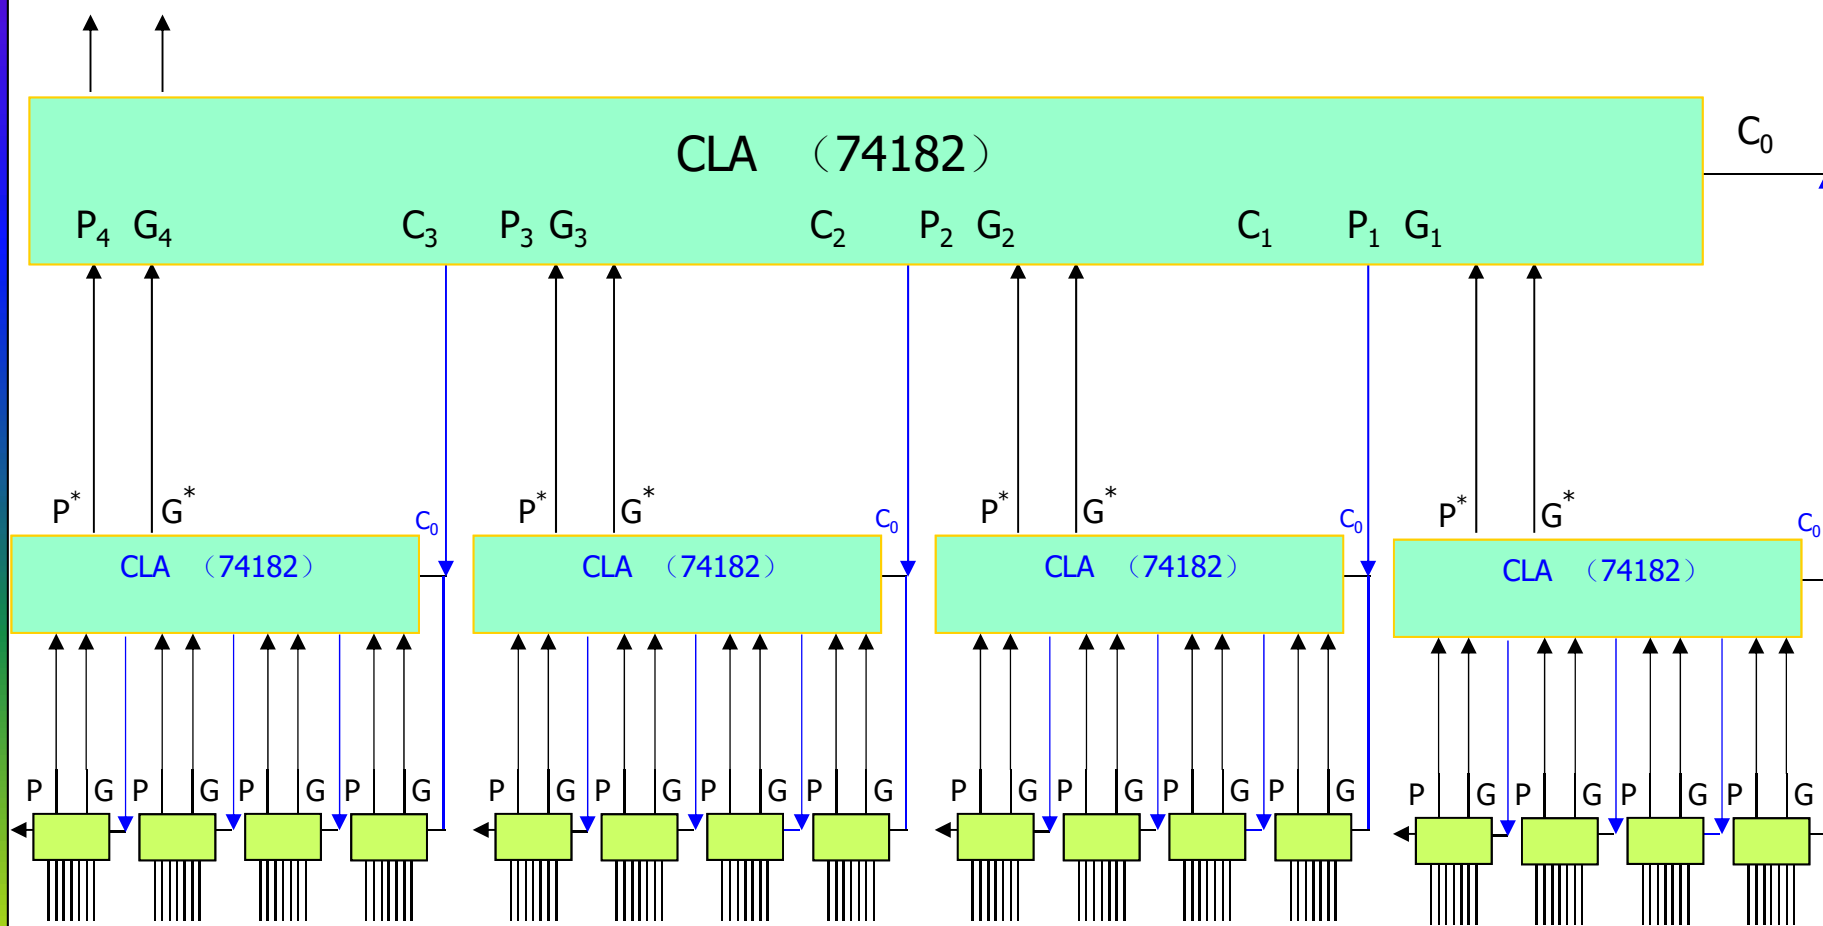 CLA （74182）
C₀
P₄ G₄ C₃ P₃ G₃ C₂ P₂ G₂ C₁ P₁ G₁
P* G* C₀ P* G* C₀ P* G* C₀ P* G* C₀
CLA （74182） CLA （74182） CLA （74182） CLA （74182）
P G P G P G P G P G P G P G P G P G P G P G P G P G P G P G P G